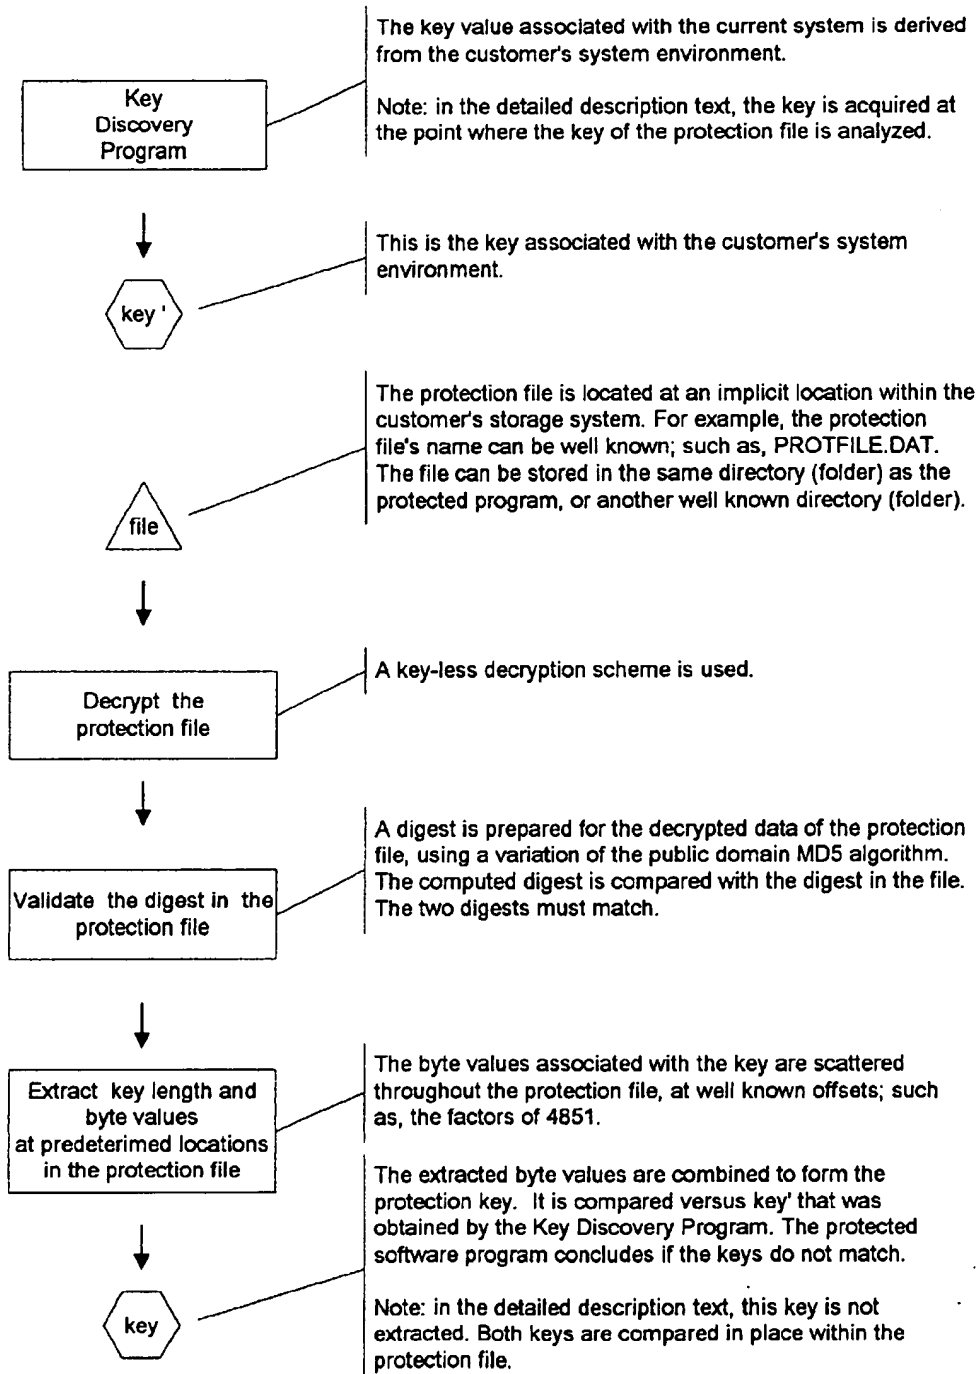 The key value associated with the current system is derived
from the customer's system environment.
Key
Discovery
Program
Note: in the detailed description text, the key is acquired at
the point where the key of the protection file is analyzed.
This is the key associated with the customer's system
environment.
key '
The protection file is located at an implicit location within the
customer's storage system. For example, the protection
file's name can be well known; such as, PROTFILE.DAT.
The file can be stored in the same directory (folder) as the
protected program, or another well known directory (folder).
file
A key-less decryption scheme is used.
Decrypt the
protection file
A digest is prepared for the decrypted data of the protection
file, using a variation of the public domain MD5 algorithm.
The computed digest is compared with the digest in the file.
The two digests must match.
Validate the digest in the
protection file
The byte values associated with the key are scattered
throughout the protection file, at well known offsets; such
as, the factors of 4851.
Extract key length and
byte values
at predeterimed locations
in the protection file
The extracted byte values are combined to form the
protection key. It is compared versus key' that was
obtained by the Key Discovery Program. The protected
software program concludes if the keys do not match.
key
Note: in the detailed description text, this key is not
extracted. Both keys are compared in place within the
protection file.